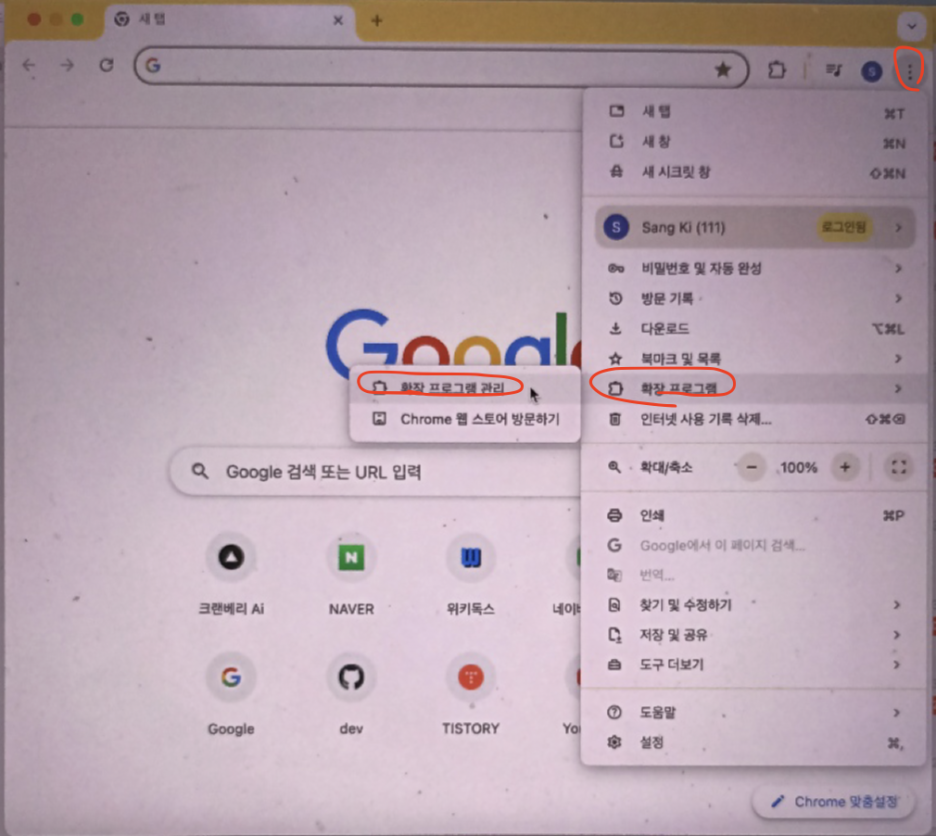 새 탭
새 탭 ⌘T
새 창 ⌘N
새 시크릿 창 ⇧⌘N
S Sang Ki (111) 로그인됨
비밀번호 및 자동 완성
방문 기록
다운로드 ⌥⌘L
북마크 및 목록
Google
확장 프로그램 관리
확장 프로그램
Chrome 웹 스토어 방문하기
인터넷 사용 기록 삭제... ⇧⌘⌫
확대/축소 − 100% +
Google 검색 또는 URL 입력
인쇄 ⌘P
Google에서 이 페이지 검색...
번역...
찾기 및 수정하기
저장 및 공유
도구 더보기
도움말
설정 ⌘,
크랜베리 Ai
NAVER
위키독스
네이
Google
dev
TISTORY
You
Chrome 맞춤설정